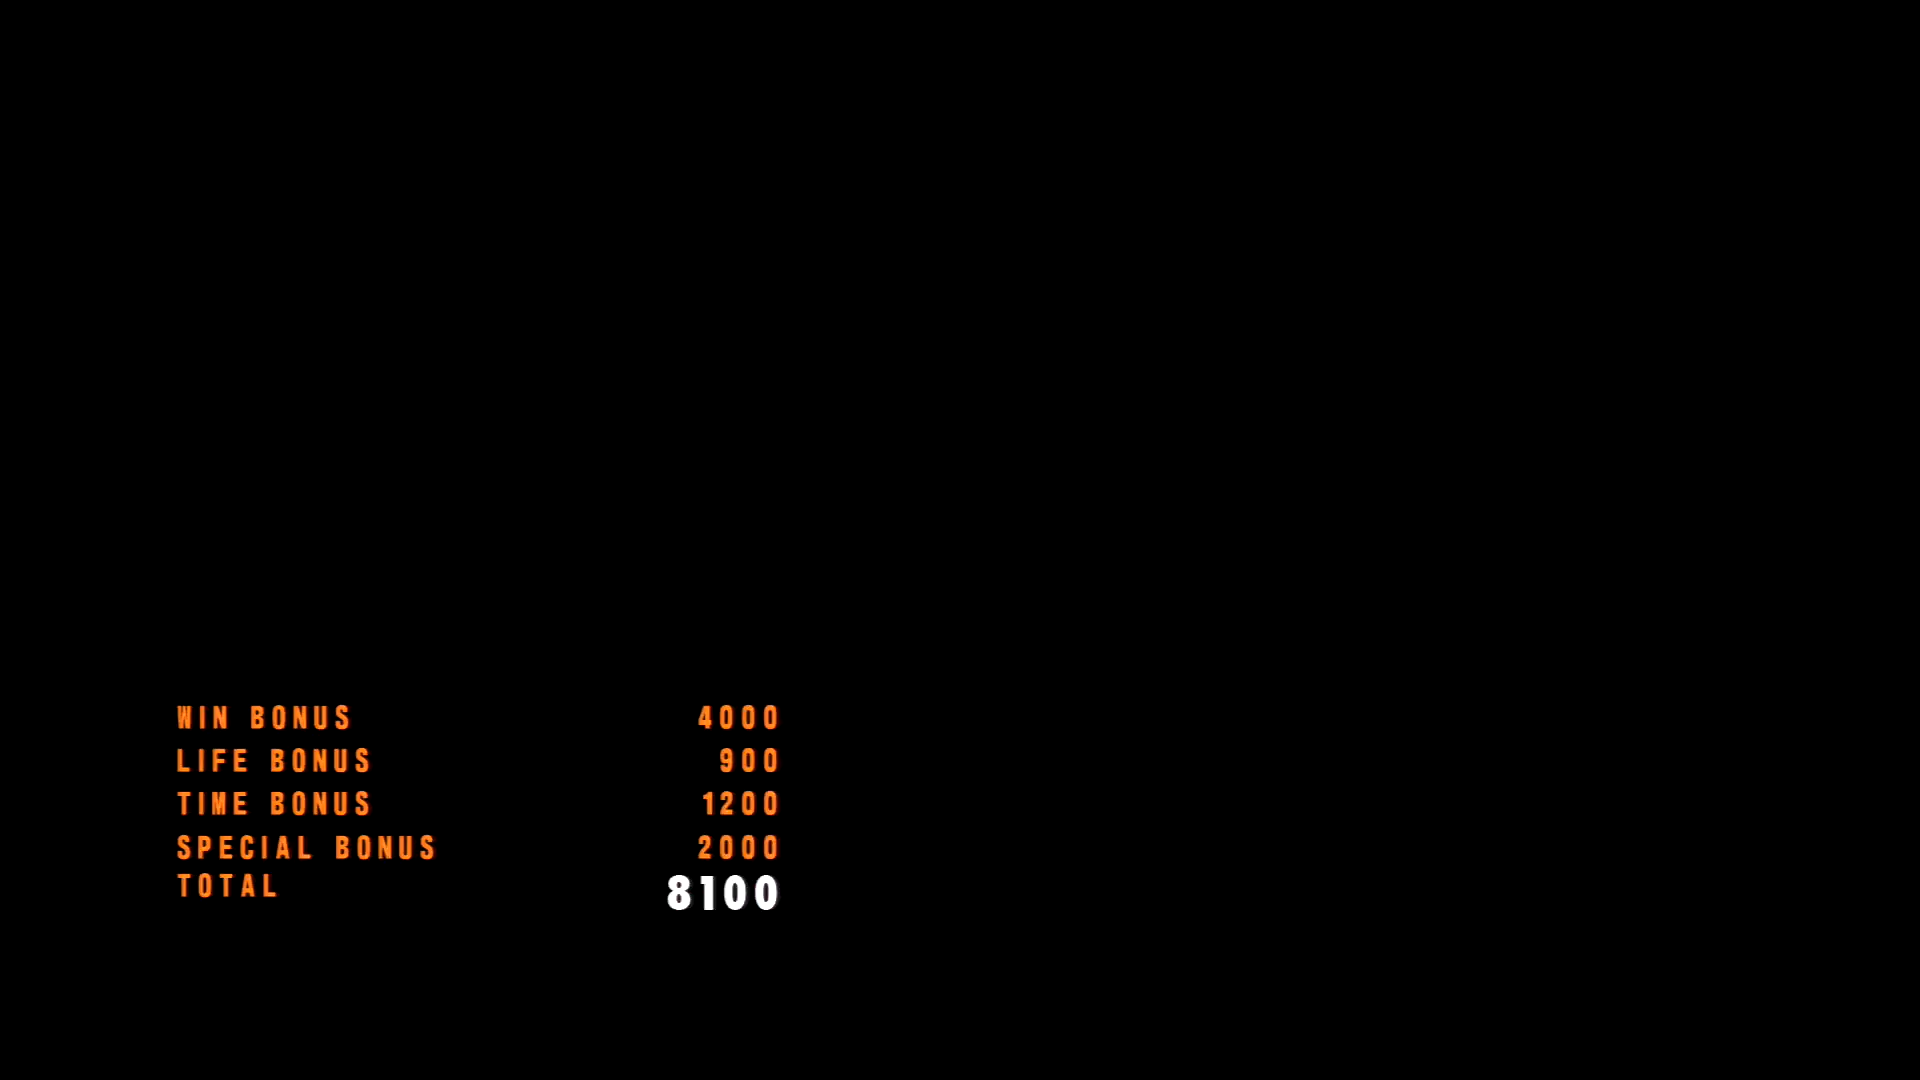 WIN BONUS 4000
LIFE BONUS 900
TIME BONUS 1200
SPECIAL BONUS 2000
TOTAL 8100